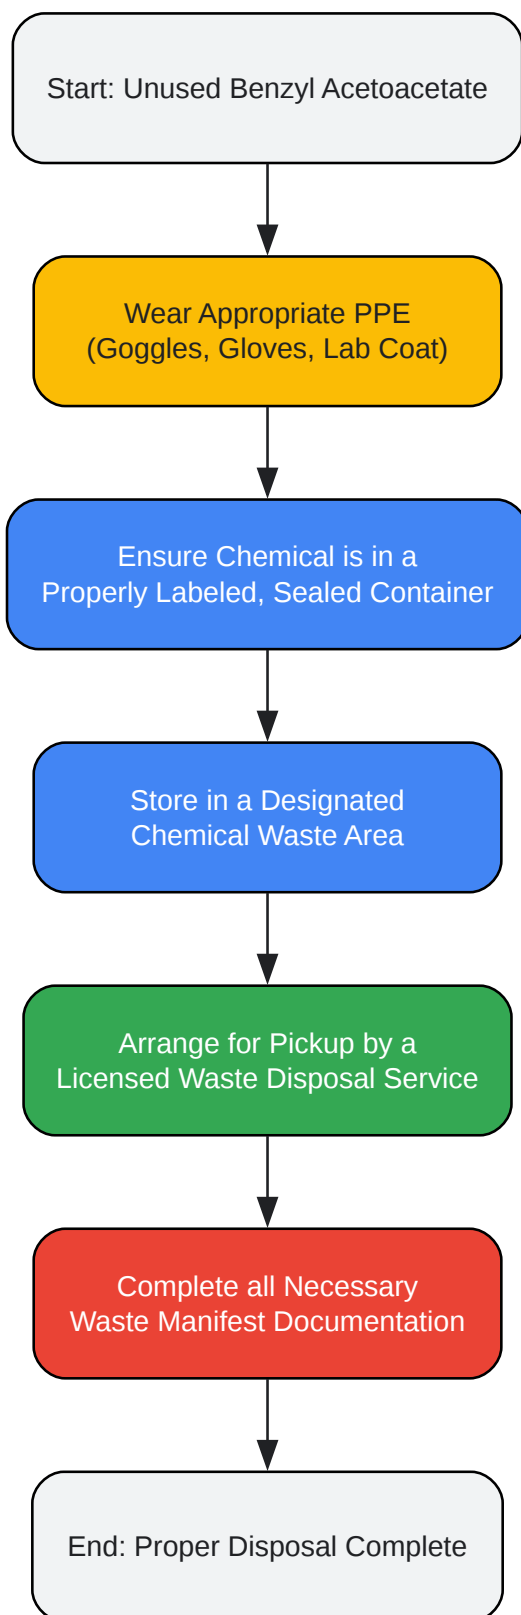 Start: Unused Benzyl Acetoacetate
Wear Appropriate PPE
(Goggles, Gloves, Lab Coat)
Ensure Chemical is in a
Properly Labeled, Sealed Container
Store in a Designated
Chemical Waste Area
Arrange for Pickup by a
Licensed Waste Disposal Service
Complete all Necessary
Waste Manifest Documentation
End: Proper Disposal Complete